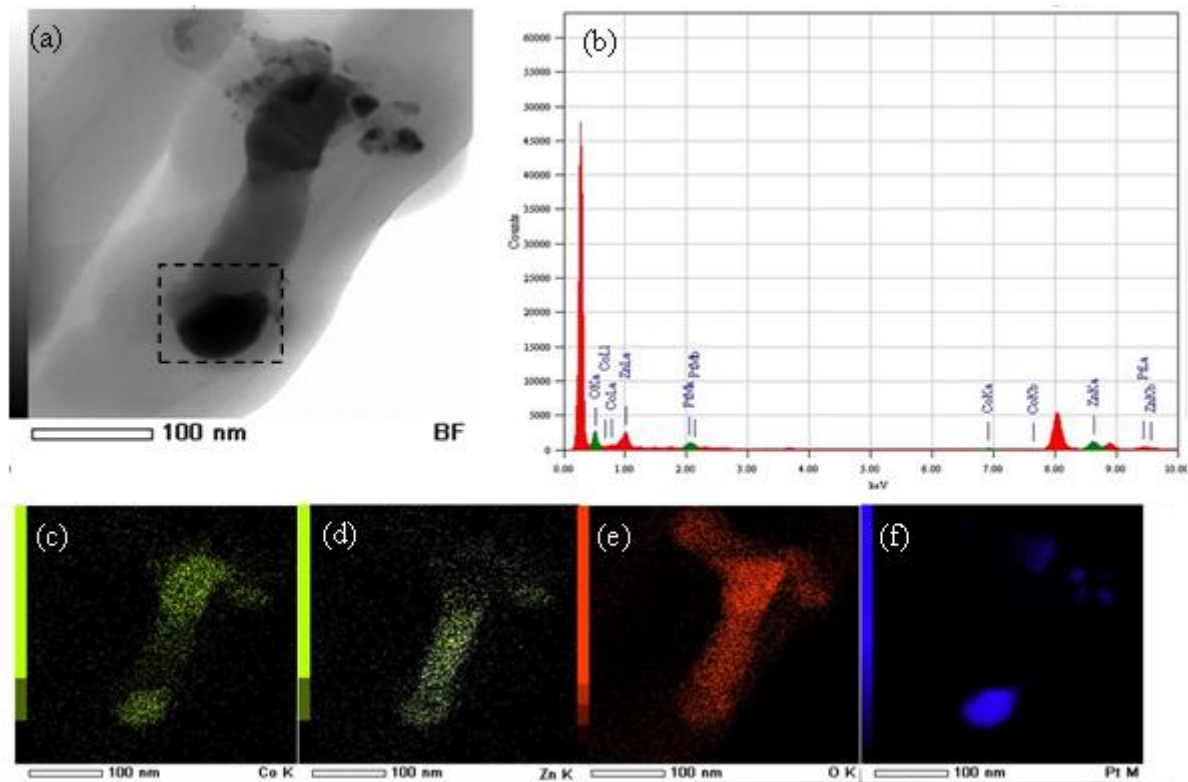 (a)
100 nm
BF
(b)
60000
55000
50000
45000
40000
35000
30000
25000
20000
15000
10000
5000
0
Counts
OKa
CoLl
CoLa
ZnLa
PtMa
PtMb
CoKa
CoKb
ZnKa
PtLa
ZnKb
0.00 1.00 2.00 3.00 4.00 5.00 6.00 7.00 8.00 9.00 10.00
keV
(c)
100 nm
Co K
(d)
100 nm
Zn K
(e)
100 nm
O K
(f)
100 nm
Pt M